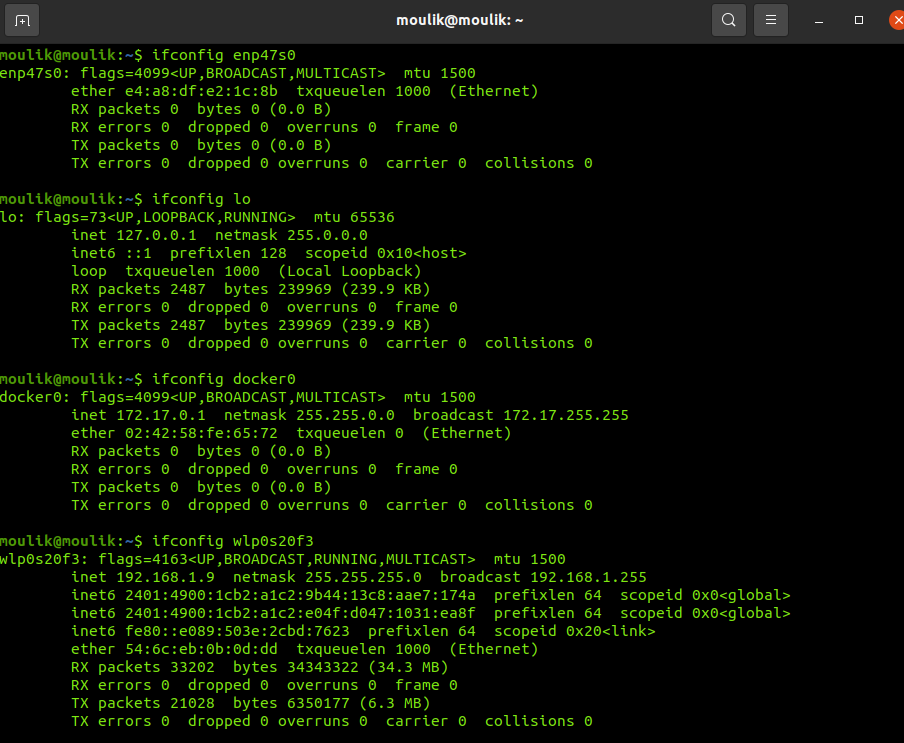 moulik@moulik: ~
moulik@moulik:~$ ifconfig enp47s0
enp47s0: flags=4099<UP,BROADCAST,MULTICAST>  mtu 1500
        ether e4:a8:df:e2:1c:8b  txqueuelen 1000  (Ethernet)
        RX packets 0  bytes 0 (0.0 B)
        RX errors 0  dropped 0  overruns 0  frame 0
        TX packets 0  bytes 0 (0.0 B)
        TX errors 0  dropped 0 overruns 0  carrier 0  collisions 0

moulik@moulik:~$ ifconfig lo
lo: flags=73<UP,LOOPBACK,RUNNING>  mtu 65536
        inet 127.0.0.1  netmask 255.0.0.0
        inet6 ::1  prefixlen 128  scopeid 0x10<host>
        loop  txqueuelen 1000  (Local Loopback)
        RX packets 2487  bytes 239969 (239.9 KB)
        RX errors 0  dropped 0  overruns 0  frame 0
        TX packets 2487  bytes 239969 (239.9 KB)
        TX errors 0  dropped 0 overruns 0  carrier 0  collisions 0

moulik@moulik:~$ ifconfig docker0
docker0: flags=4099<UP,BROADCAST,MULTICAST>  mtu 1500
        inet 172.17.0.1  netmask 255.255.0.0  broadcast 172.17.255.255
        ether 02:42:58:fe:65:72  txqueuelen 0  (Ethernet)
        RX packets 0  bytes 0 (0.0 B)
        RX errors 0  dropped 0  overruns 0  frame 0
        TX packets 0  bytes 0 (0.0 B)
        TX errors 0  dropped 0 overruns 0  carrier 0  collisions 0

moulik@moulik:~$ ifconfig wlp0s20f3
wlp0s20f3: flags=4163<UP,BROADCAST,RUNNING,MULTICAST>  mtu 1500
        inet 192.168.1.9  netmask 255.255.255.0  broadcast 192.168.1.255
        inet6 2401:4900:1cb2:a1c2:9b44:13c8:aae7:174a  prefixlen 64  scopeid 0x0<global>
        inet6 2401:4900:1cb2:a1c2:e04f:d047:1031:ea8f  prefixlen 64  scopeid 0x0<global>
        inet6 fe80::e089:503e:2cbd:7623  prefixlen 64  scopeid 0x20<link>
        ether 54:6c:eb:0b:0d:dd  txqueuelen 1000  (Ethernet)
        RX packets 33202  bytes 34343322 (34.3 MB)
        RX errors 0  dropped 0  overruns 0  frame 0
        TX packets 21028  bytes 6350177 (6.3 MB)
        TX errors 0  dropped 0 overruns 0  carrier 0  collisions 0